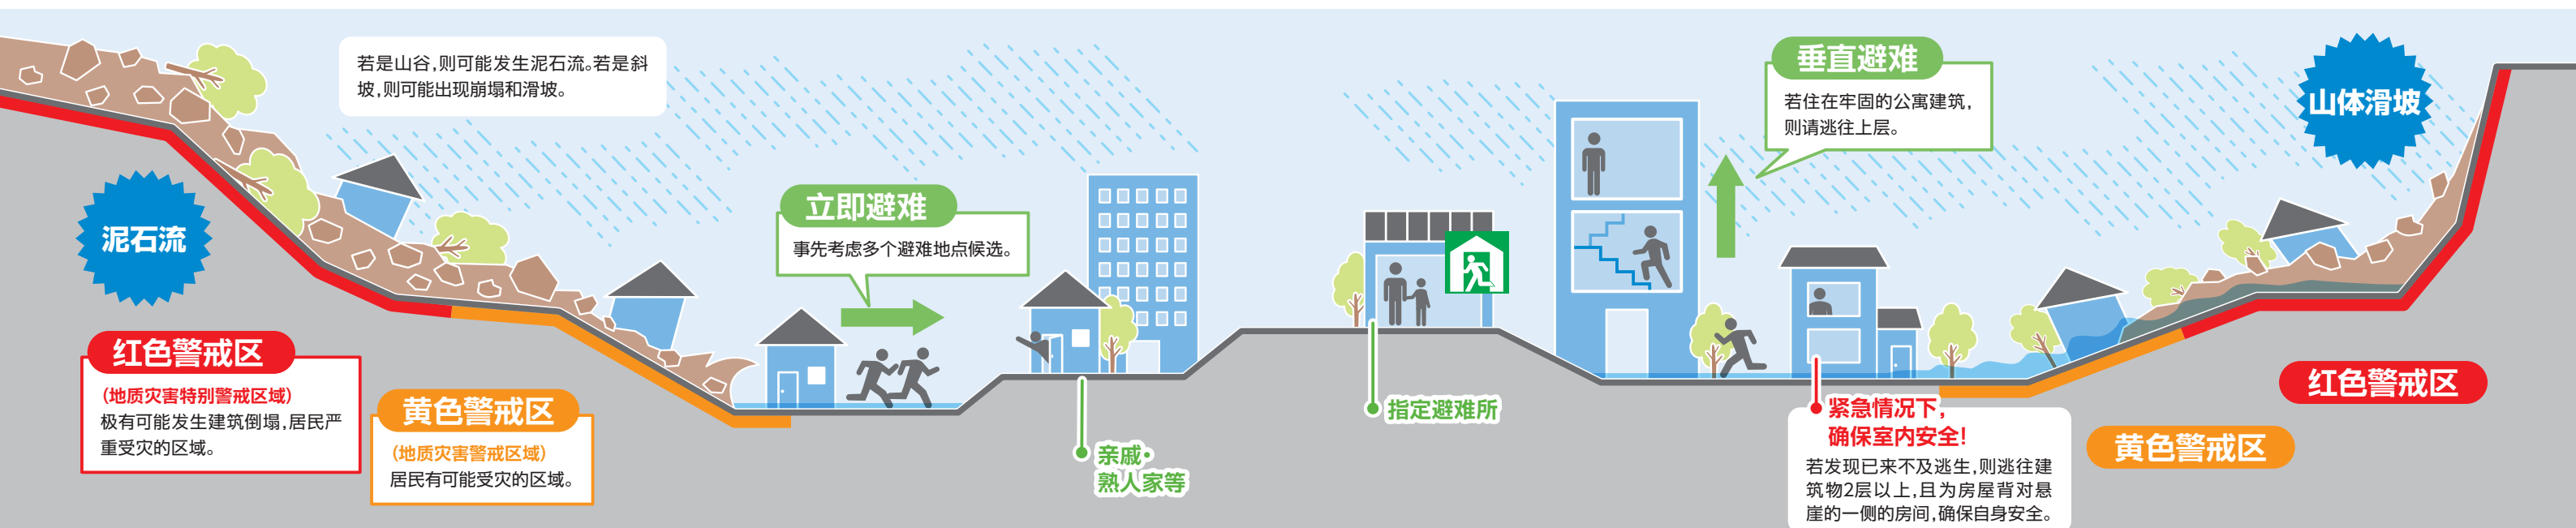 若是山谷,则可能发生泥石流。若是斜
坡,则可能出现崩塌和滑坡。
泥石流
红色警戒区
(地质灾害特别警戒区域)
极有可能发生建筑倒塌,居民严
重受灾的区域。
黄色警戒区
(地质灾害警戒区域)
居民有可能受灾的区域。
立即避难
事先考虑多个避难地点候选。
亲戚·
熟人家等
指定避难所
垂直避难
若住在牢固的公寓建筑,
则请逃往上层。
紧急情况下,
确保室内安全!
若发现已来不及逃生,则逃往建
筑物2层以上,且为房屋背对悬
崖的一侧的房间,确保自身安全。
山体滑坡
红色警戒区
黄色警戒区